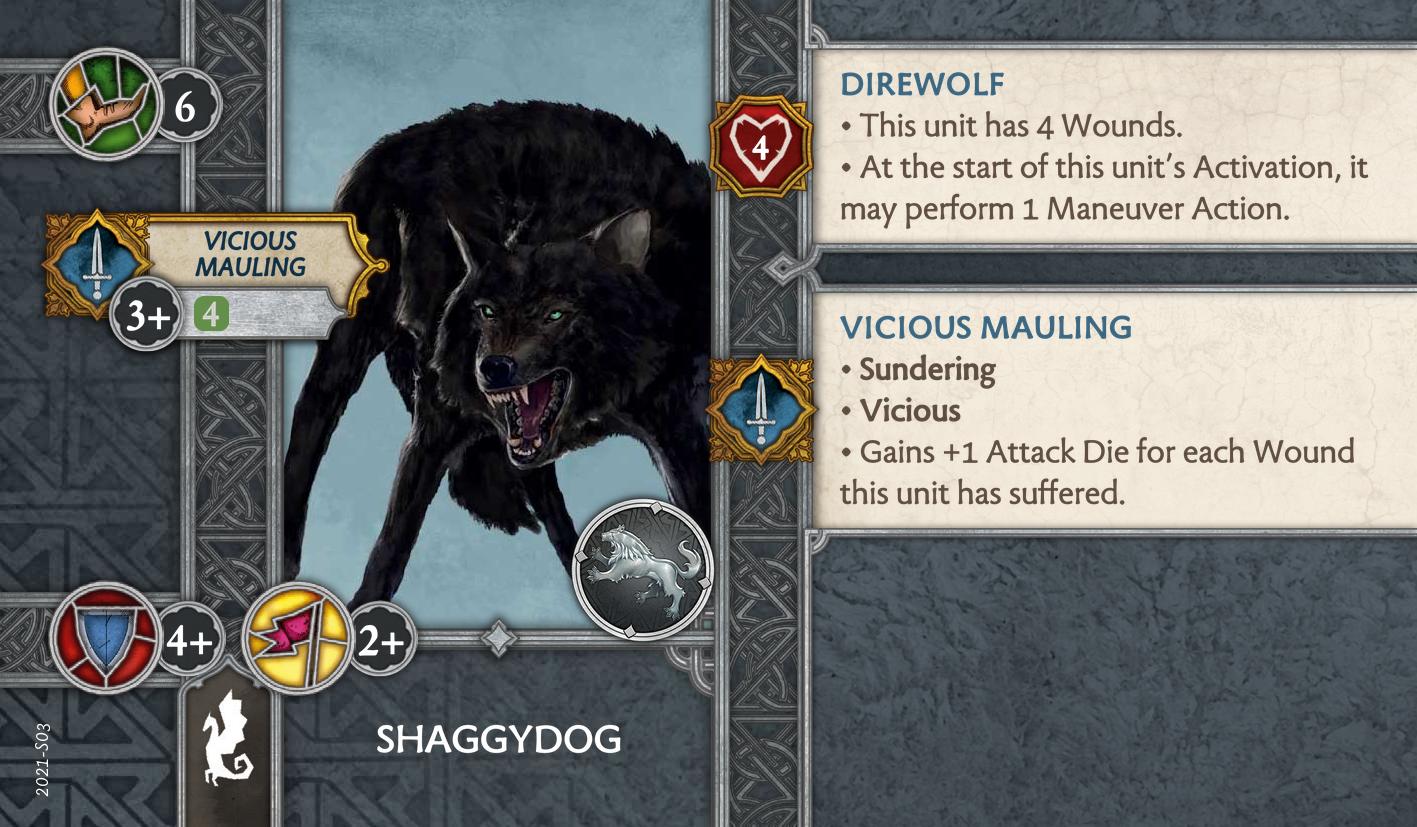 6
VICIOUS
MAULING
3+ 4
4+ 2+
SHAGGYDOG
2021-S03
4
DIREWOLF
• This unit has 4 Wounds.
• At the start of this unit’s Activation, it
may perform 1 Maneuver Action.
VICIOUS MAULING
• Sundering
• Vicious
• Gains +1 Attack Die for each Wound
this unit has suffered.